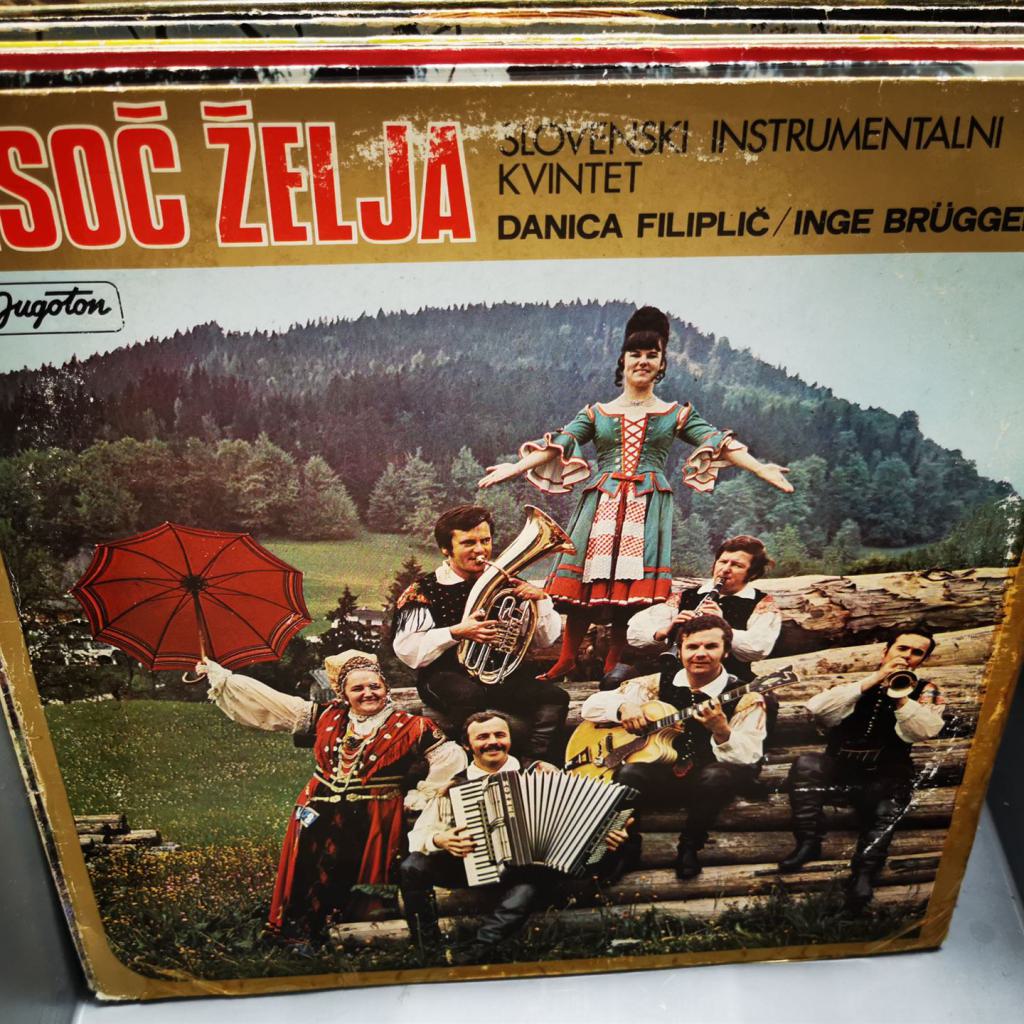 SOČ ŽELJA
SLOVENSKI INSTRUMENTALNI
KVINTET
DANICA FILIPLIČ / INGE BRÜGGE
Jugoton